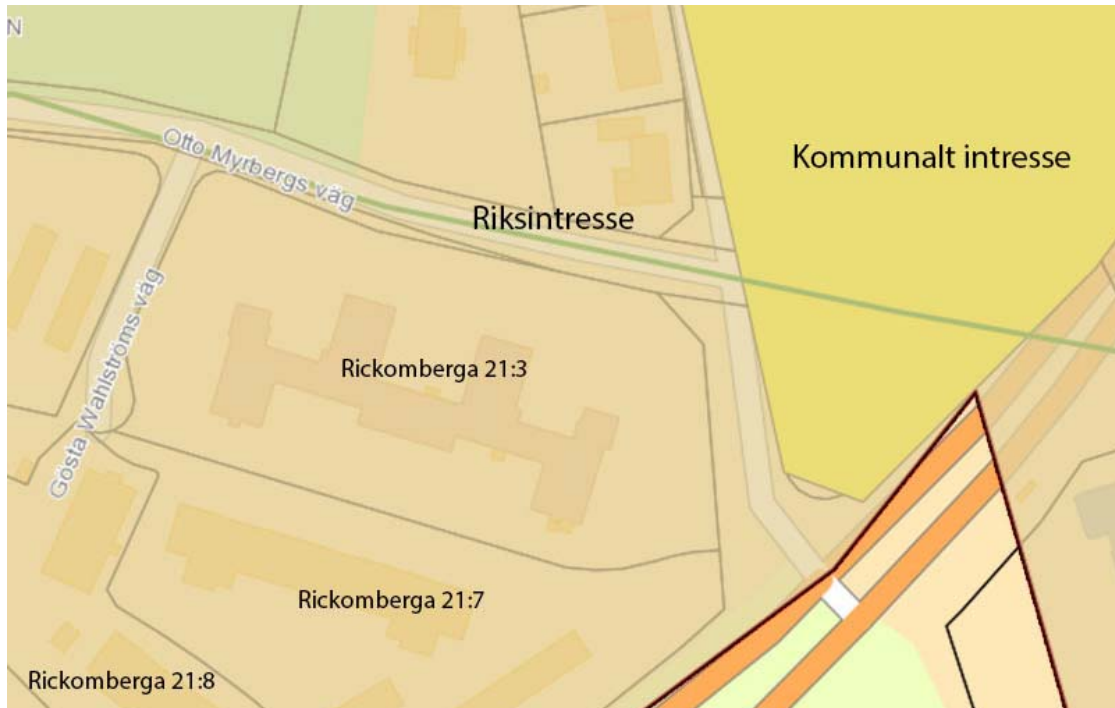 N
Otto Myrbergs väg
Kommunalt intresse
Riksintresse
Gösta Wahlströms väg
Rickomberga 21:3
Rickomberga 21:7
Rickomberga 21:8